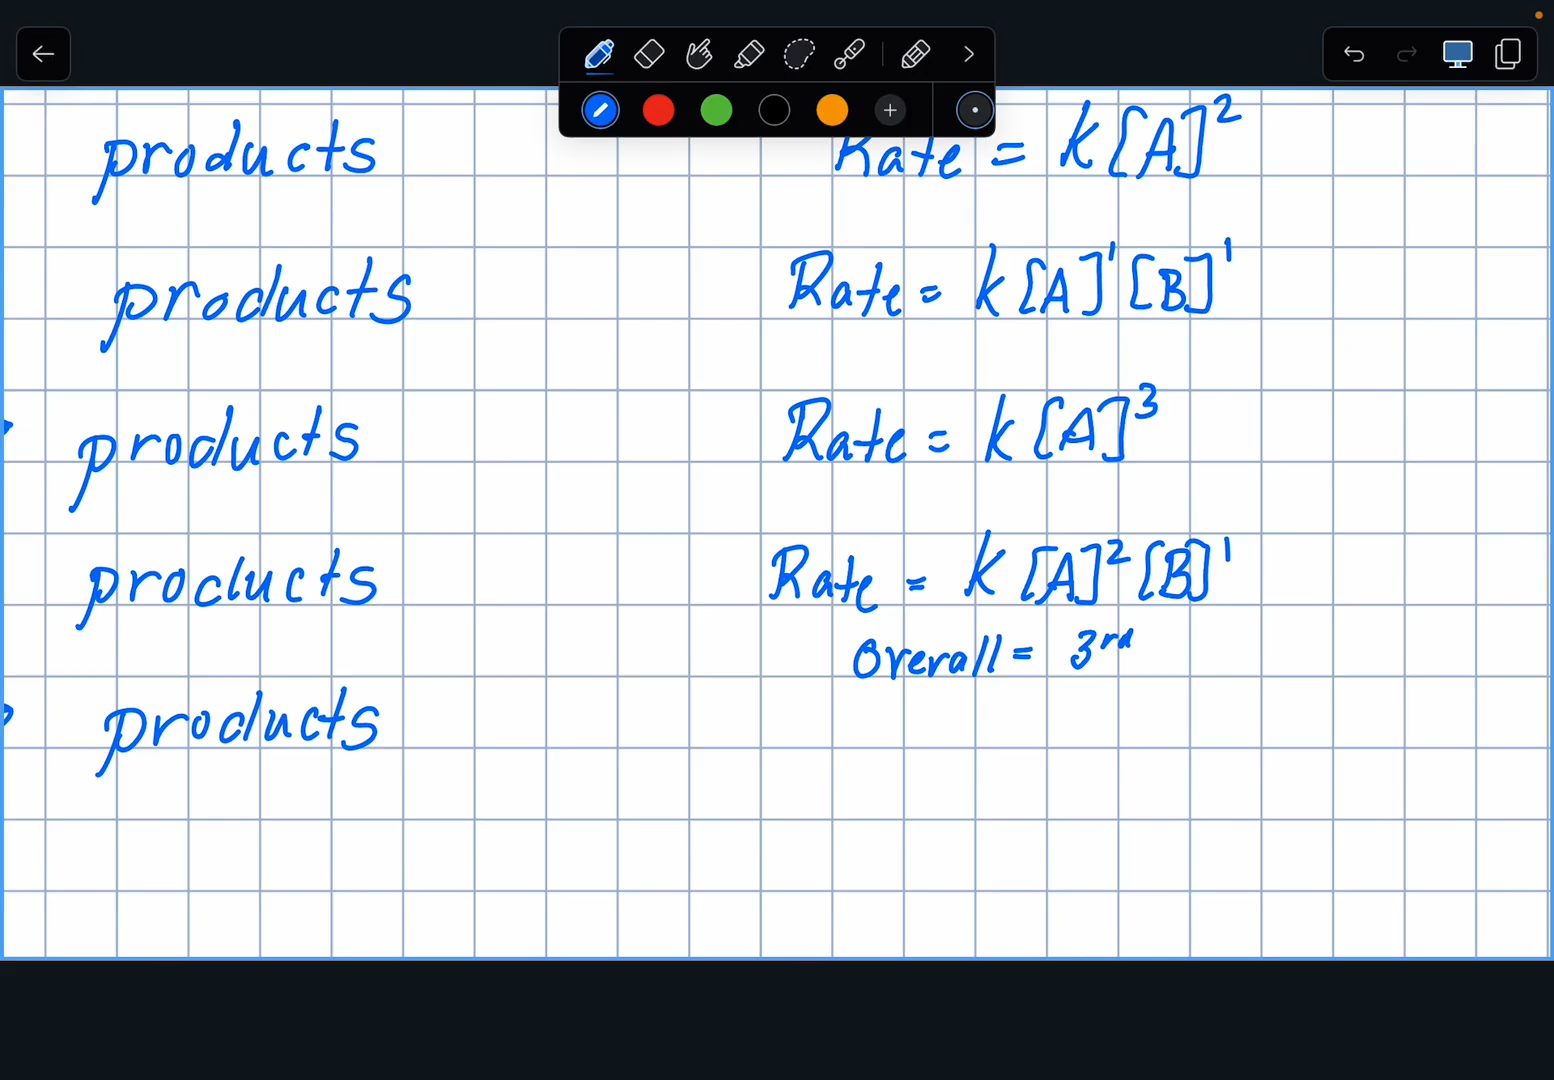 products Rate = k[A]²
products Rate = k[A]¹[B]¹
products Rate = k[A]³
products Rate = k[A]²[B]¹
Overall = 3rd
products